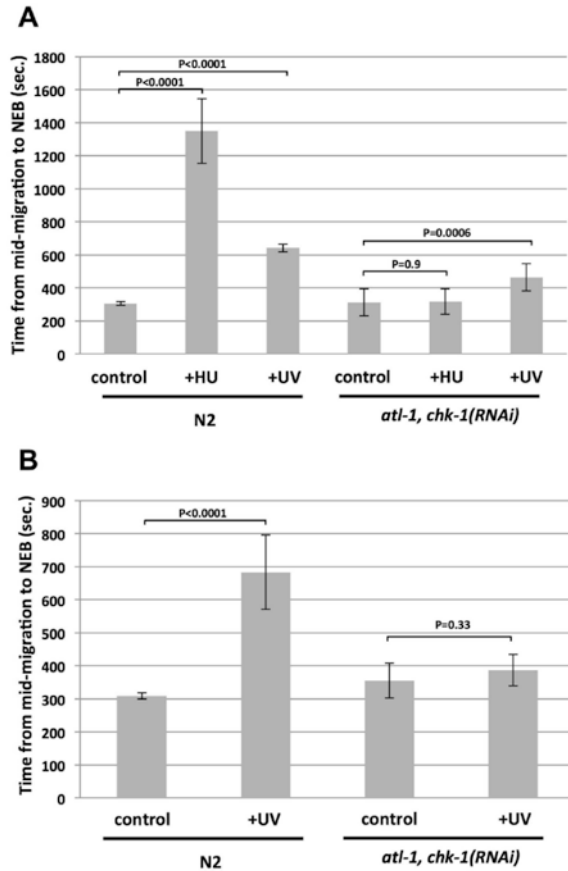 A
Time from mid-migration to NEB (sec.)
1800
1600
1400
1200
1000
800
600
400
200
0
P<0.0001
P<0.0001
P=0.0006
P=0.9
control +HU +UV control +HU +UV
N2 atl-1, chk-1(RNAi)
B
Time from mid-migration to NEB (sec.)
900
800
700
600
500
400
300
200
100
0
P<0.0001
P=0.33
control +UV control +UV
N2 atl-1, chk-1(RNAi)